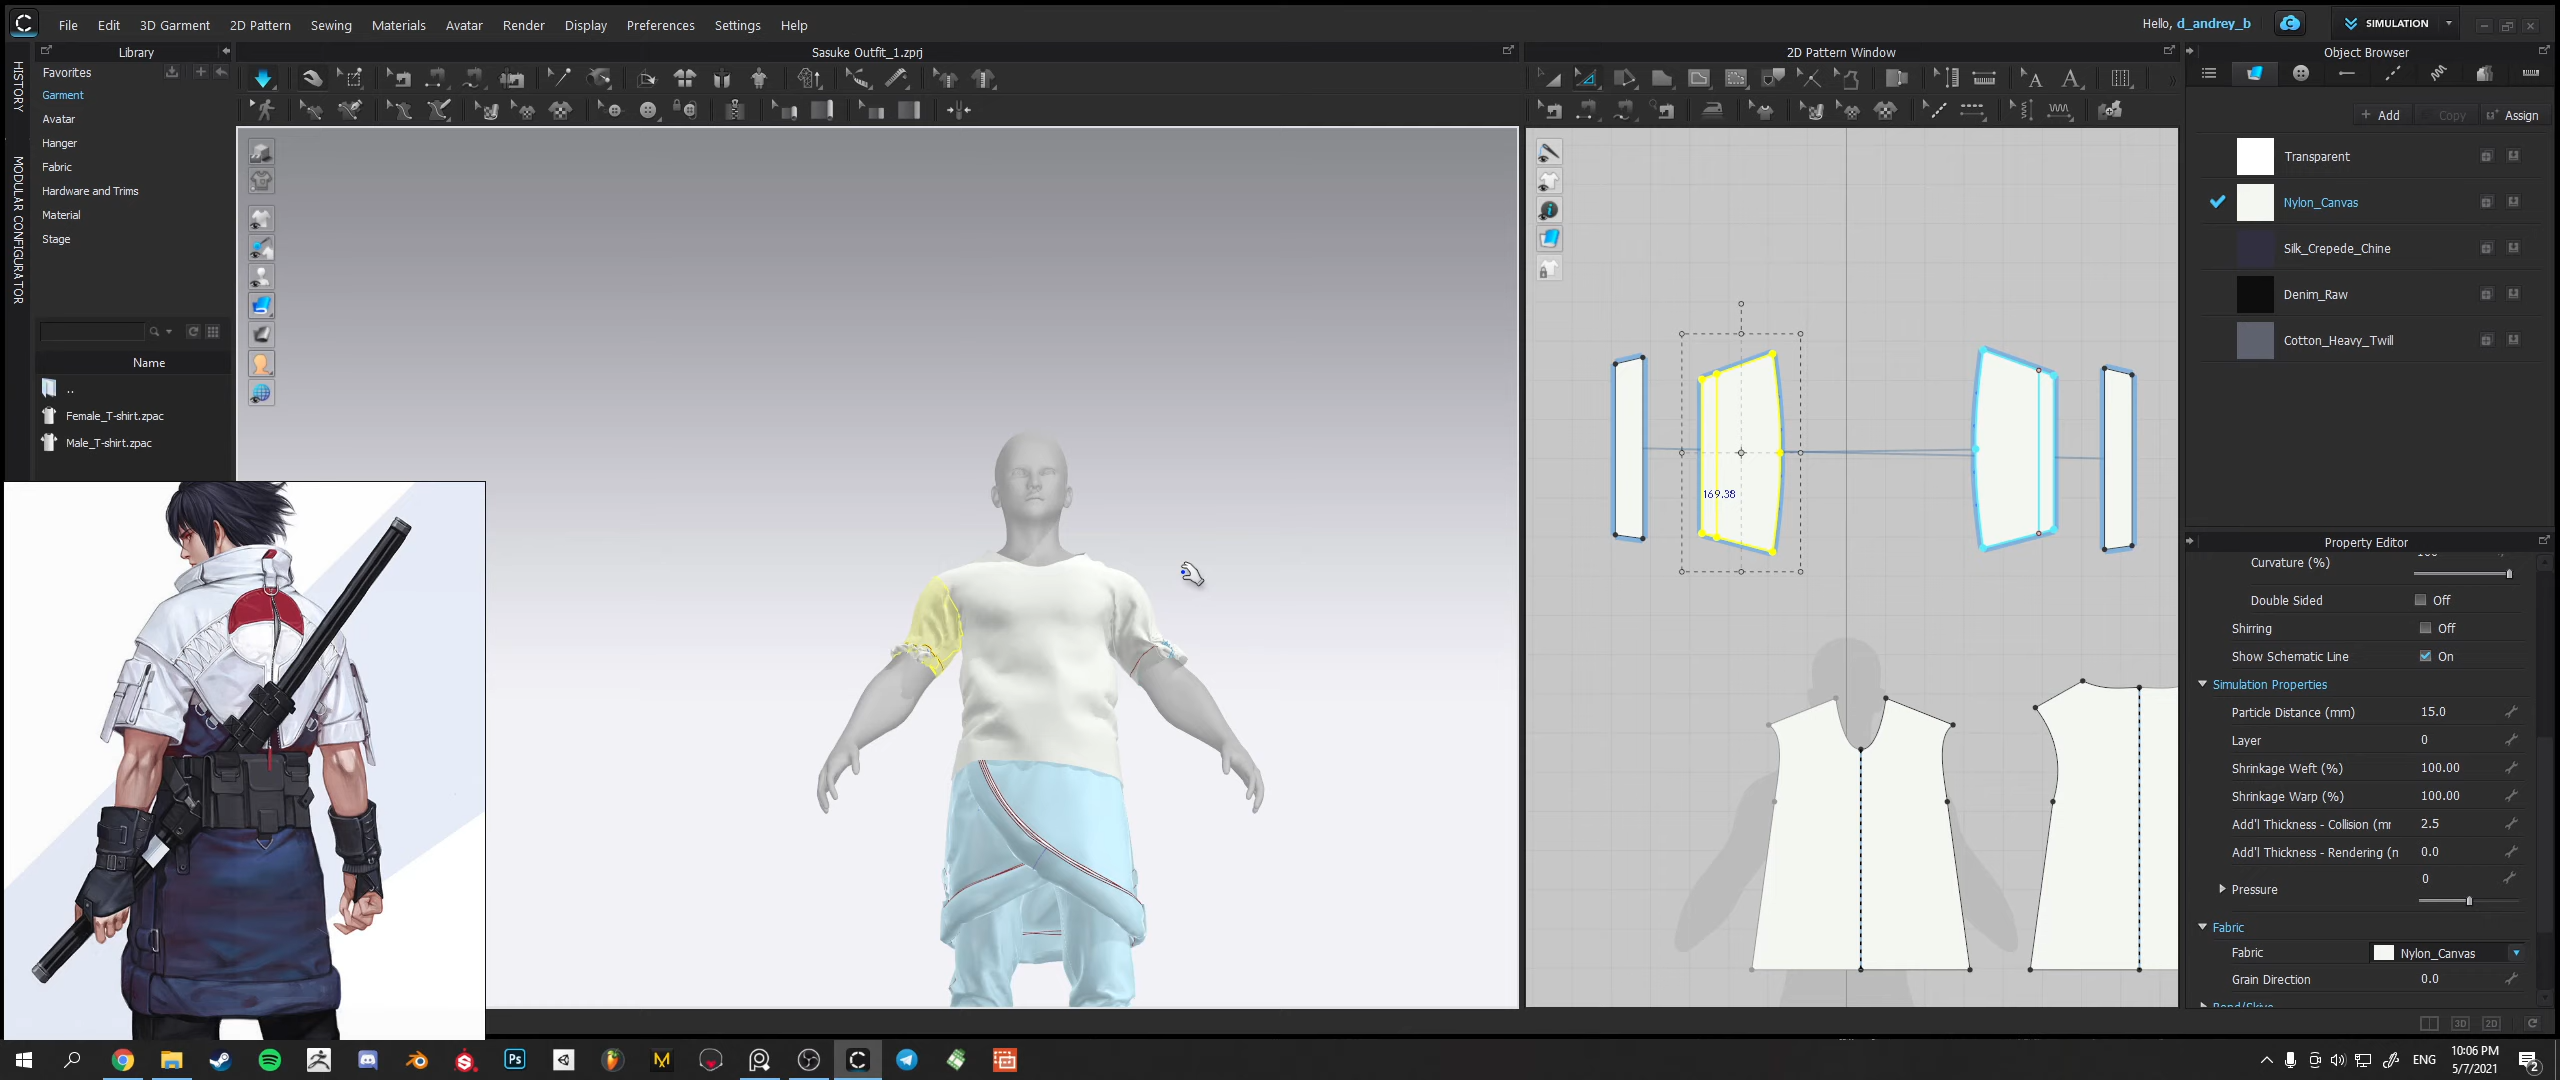 File Edit 3D Garment 2D Pattern Sewing Materials Avatar Render Display Preferences Settings Help
Hello, d_andrey_b
SIMULATION
HISTORY
MODULAR CONFIGURATOR
Library
Favorites
Garment
Avatar
Hanger
Fabric
Hardware and Trims
Material
Stage
Name
..
Female_T-shirt.zpac
Male_T-shirt.zpac
Sasuke Outfit_1.zprj
2D Pattern Window
169.38
Object Browser
Add Copy Assign
Transparent
Nylon_Canvas
Silk_Crepede_Chine
Denim_Raw
Cotton_Heavy_Twill
Property Editor
Curvature (%)
Double Sided Off
Shirring Off
Show Schematic Line On
Simulation Properties
Particle Distance (mm) 15.0
Layer 0
Shrinkage Weft (%) 100.00
Shrinkage Warp (%) 100.00
Add'l Thickness - Collision (mr 2.5
Add'l Thickness - Rendering (n 0.0
Pressure 0
Fabric
Fabric Nylon_Canvas
Grain Direction 0.0
3D 2D
Ps
ENG
10:06 PM
5/7/2021
2